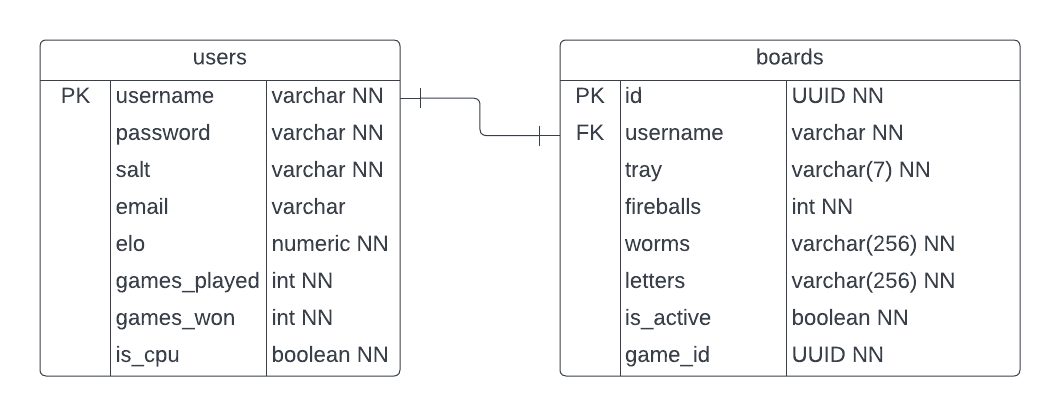 users
PK username varchar NN
password varchar NN
salt varchar NN
email varchar
elo numeric NN
games_played int NN
games_won int NN
is_cpu boolean NN
boards
PK id UUID NN
FK username varchar NN
tray varchar(7) NN
fireballs int NN
worms varchar(256) NN
letters varchar(256) NN
is_active boolean NN
game_id UUID NN